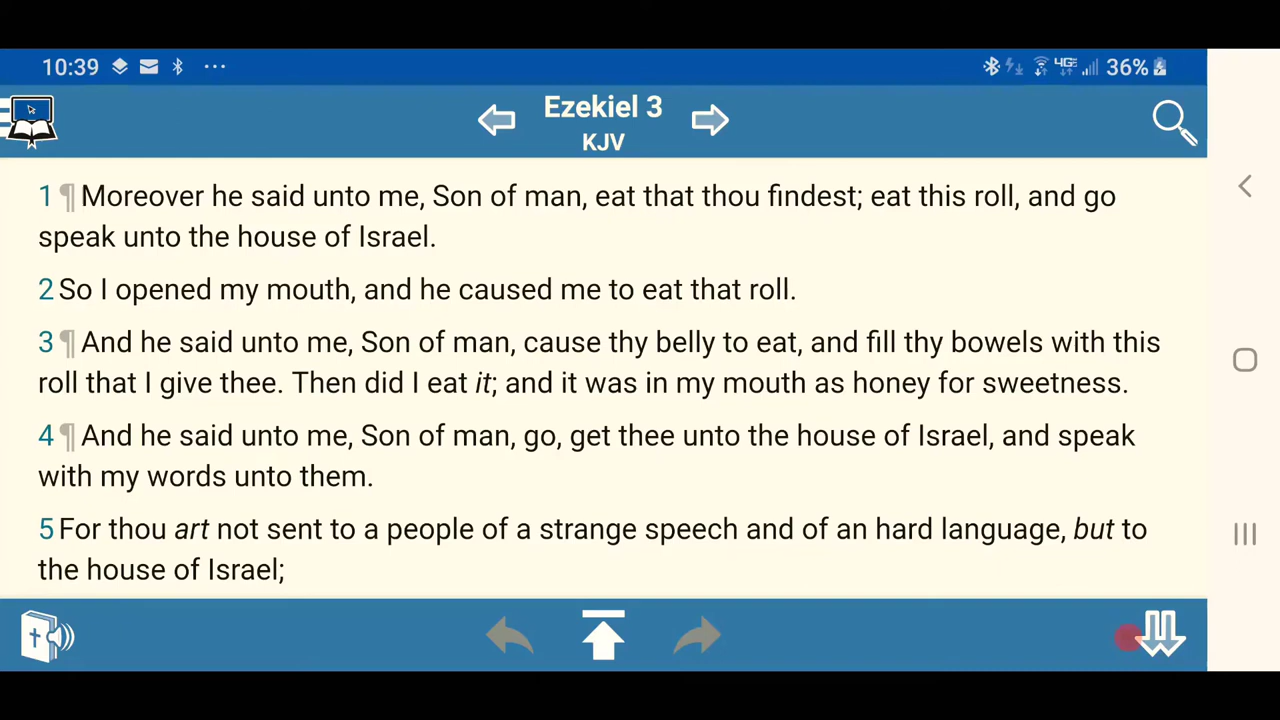 10:39 ... 4GE 36%
Ezekiel 3
KJV
1 ¶ Moreover he said unto me, Son of man, eat that thou findest; eat this roll, and go
speak unto the house of Israel.
2 So I opened my mouth, and he caused me to eat that roll.
3 ¶ And he said unto me, Son of man, cause thy belly to eat, and fill thy bowels with this
roll that I give thee. Then did I eat it; and it was in my mouth as honey for sweetness.
4 ¶ And he said unto me, Son of man, go, get thee unto the house of Israel, and speak
with my words unto them.
5 For thou art not sent to a people of a strange speech and of an hard language, but to
the house of Israel;